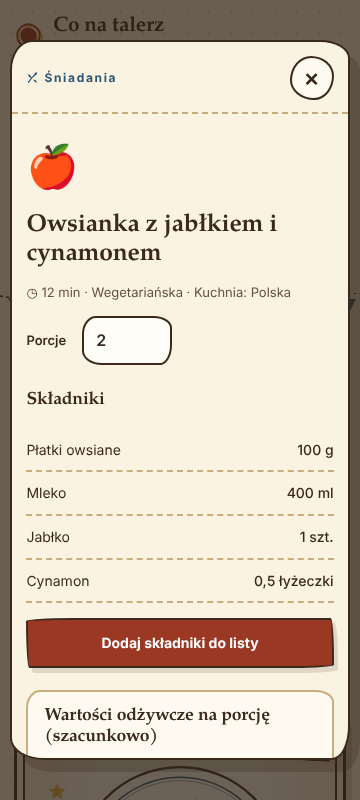 Co na talerz
Śniadania
Owsianka z jabłkiem i
cynamonem
12 min · Wegetariańska · Kuchnia: Polska
Porcje 2
Składniki
Płatki owsiane 100 g
Mleko 400 ml
Jabłko 1 szt.
Cynamon 0,5 łyżeczki
Dodaj składniki do listy
Wartości odżywcze na porcję
(szacunkowo)